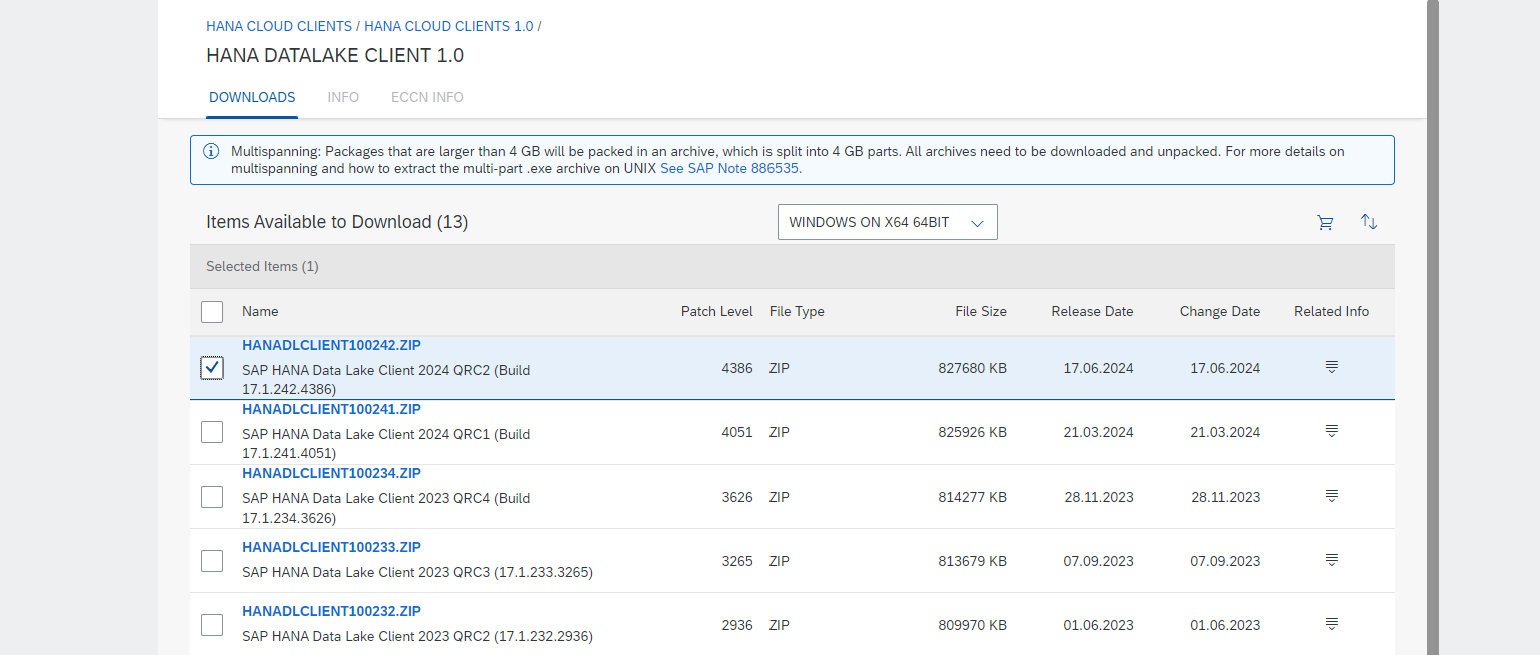 HANA CLOUD CLIENTS / HANA CLOUD CLIENTS 1.0 /
HANA DATALAKE CLIENT 1.0
DOWNLOADS INFO ECCN INFO
Multispanning: Packages that are larger than 4 GB will be packed in an archive, which is split into 4 GB parts. All archives need to be downloaded and unpacked. For more details on
multispanning and how to extract the multi-part .exe archive on UNIX See SAP Note 886535.
Items Available to Download (13) WINDOWS ON X64 64BIT
Selected Items (1)
Name Patch Level File Type File Size Release Date Change Date Related Info
HANADLCLIENT100242.ZIP
SAP HANA Data Lake Client 2024 QRC2 (Build
17.1.242.4386)
4386 ZIP 827680 KB 17.06.2024 17.06.2024
HANADLCLIENT100241.ZIP
SAP HANA Data Lake Client 2024 QRC1 (Build
17.1.241.4051)
4051 ZIP 825926 KB 21.03.2024 21.03.2024
HANADLCLIENT100234.ZIP
SAP HANA Data Lake Client 2023 QRC4 (Build
17.1.234.3626)
3626 ZIP 814277 KB 28.11.2023 28.11.2023
HANADLCLIENT100233.ZIP
SAP HANA Data Lake Client 2023 QRC3 (17.1.233.3265)
3265 ZIP 813679 KB 07.09.2023 07.09.2023
HANADLCLIENT100232.ZIP
SAP HANA Data Lake Client 2023 QRC2 (17.1.232.2936)
2936 ZIP 809970 KB 01.06.2023 01.06.2023